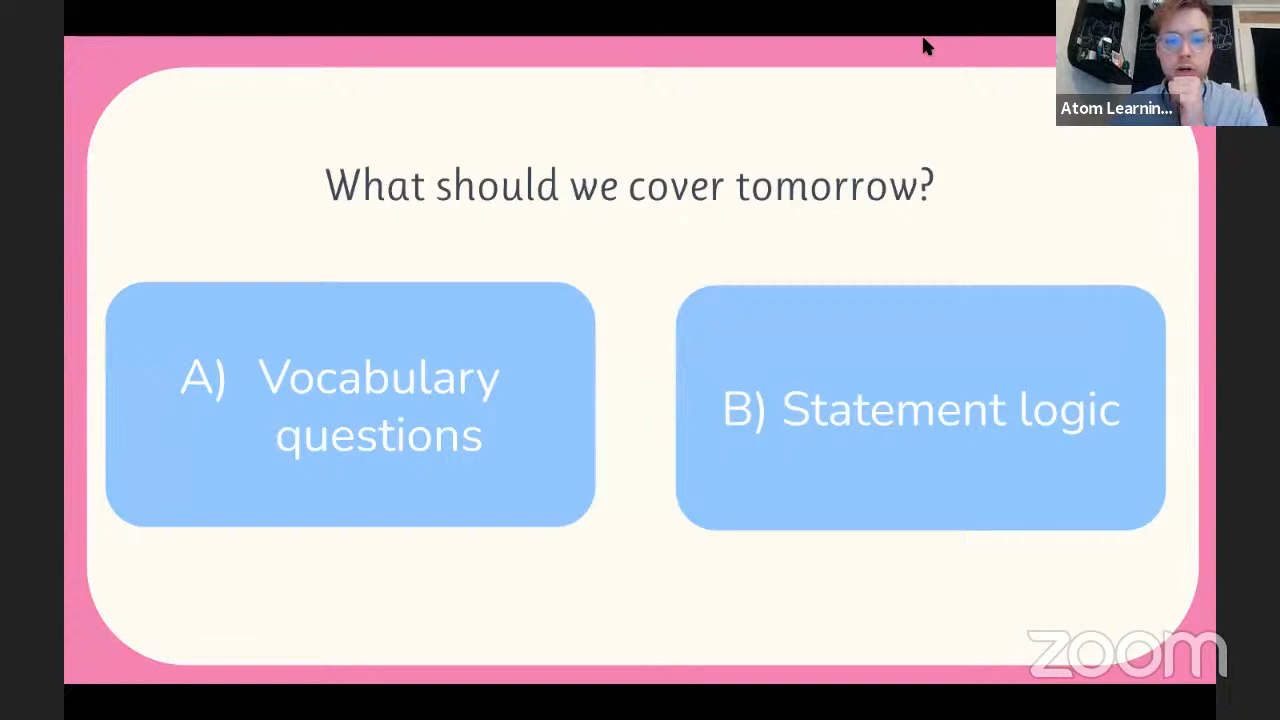 Atom Learnin...
What should we cover tomorrow?
A) Vocabulary
questions
B) Statement logic
zoom